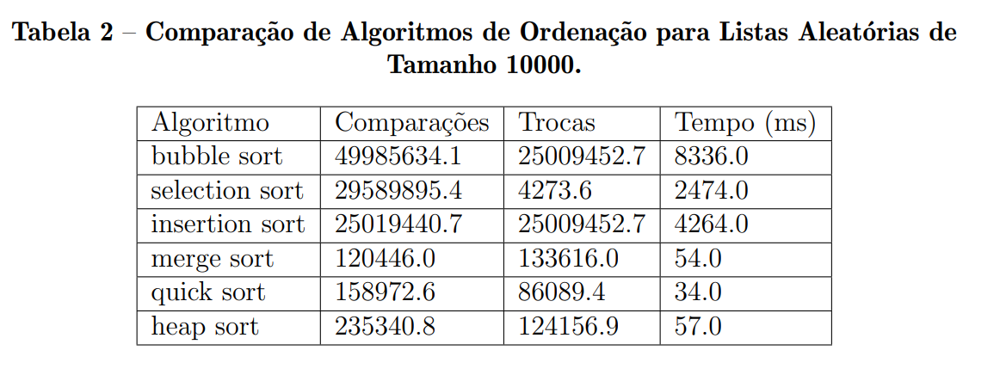 Tabela 2 – Comparação de Algoritmos de Ordenação para Listas Aleatórias de
Tamanho 10000.
Algoritmo Comparações Trocas Tempo (ms)
bubble sort 49985634.1 25009452.7 8336.0
selection sort 29589895.4 4273.6 2474.0
insertion sort 25019440.7 25009452.7 4264.0
merge sort 120446.0 133616.0 54.0
quick sort 158972.6 86089.4 34.0
heap sort 235340.8 124156.9 57.0